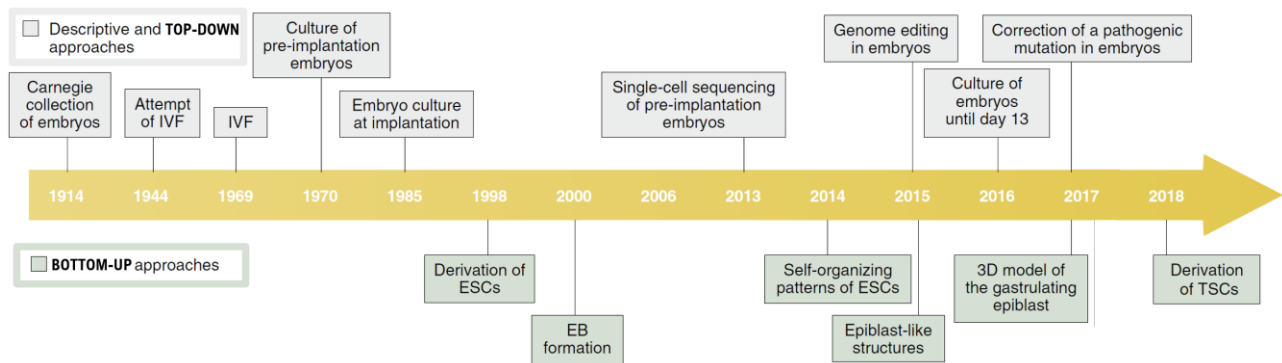 Descriptive and TOP-DOWN
approaches
Carnegie
collection
of embryos
Attempt
of IVF
IVF
Culture of
pre-implantation
embryos
Embryo culture
at implantation
Single-cell sequencing
of pre-implantation
embryos
Genome editing
in embryos
Culture of
embryos
until day 13
Correction of a pathogenic
mutation in embryos
1914 1944 1969 1970 1985 1998 2000 2006 2013 2014 2015 2016 2017 2018
BOTTOM-UP approaches
Derivation of
ESCs
EB
formation
Self-organizing
patterns of ESCs
Epiblast-like
structures
3D model of
the gastrulating
epiblast
Derivation
of TSCs